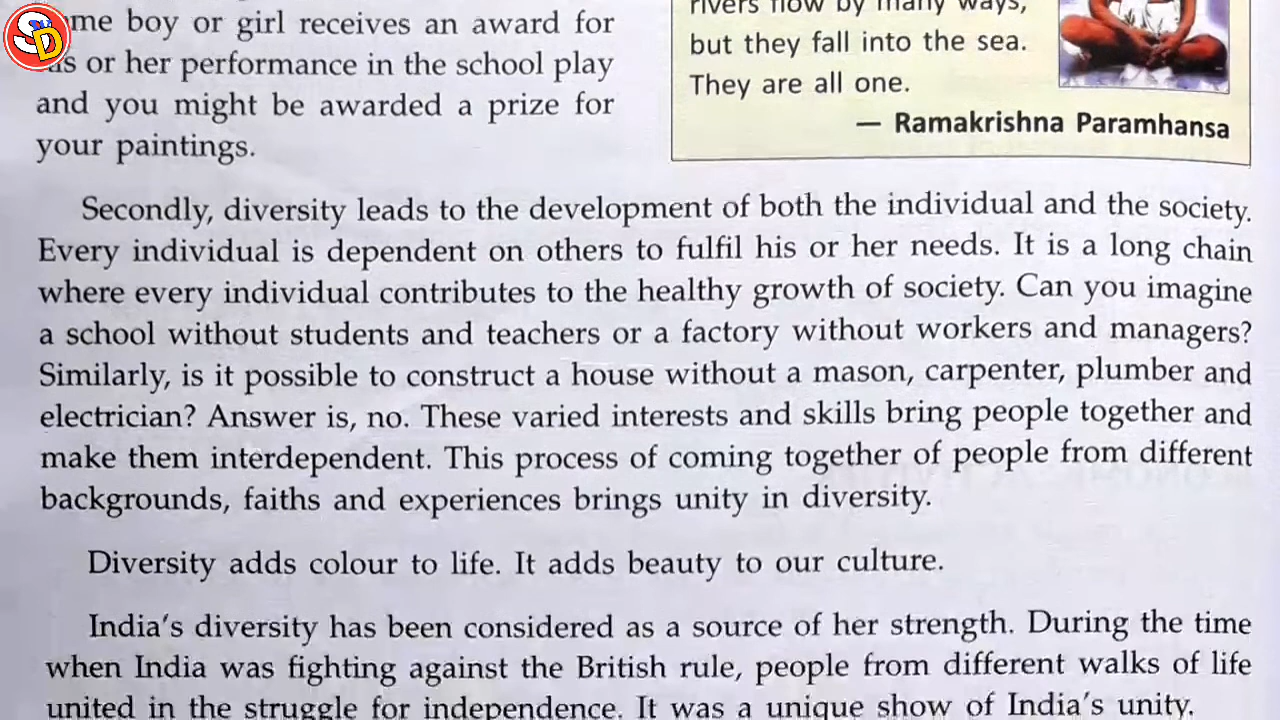 SD
me boy or girl receives an award for
or her performance in the school play
and you might be awarded a prize for
your paintings.
rivers flow by many ways,
but they fall into the sea.
They are all one.
— Ramakrishna Paramhansa
Secondly, diversity leads to the development of both the individual and the society.
Every individual is dependent on others to fulfil his or her needs. It is a long chain
where every individual contributes to the healthy growth of society. Can you imagine
a school without students and teachers or a factory without workers and managers?
Similarly, is it possible to construct a house without a mason, carpenter, plumber and
electrician? Answer is, no. These varied interests and skills bring people together and
make them interdependent. This process of coming together of people from different
backgrounds, faiths and experiences brings unity in diversity.
Diversity adds colour to life. It adds beauty to our culture.
India's diversity has been considered as a source of her strength. During the time
when India was fighting against the British rule, people from different walks of life
united in the struggle for independence. It was a unique show of India's unity.